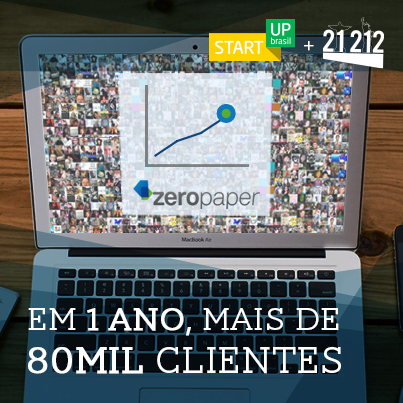 START UP brasil + 21212
zeropaper
MacBook Air
EM 1 ANO, MAIS DE
80MIL CLIENTES